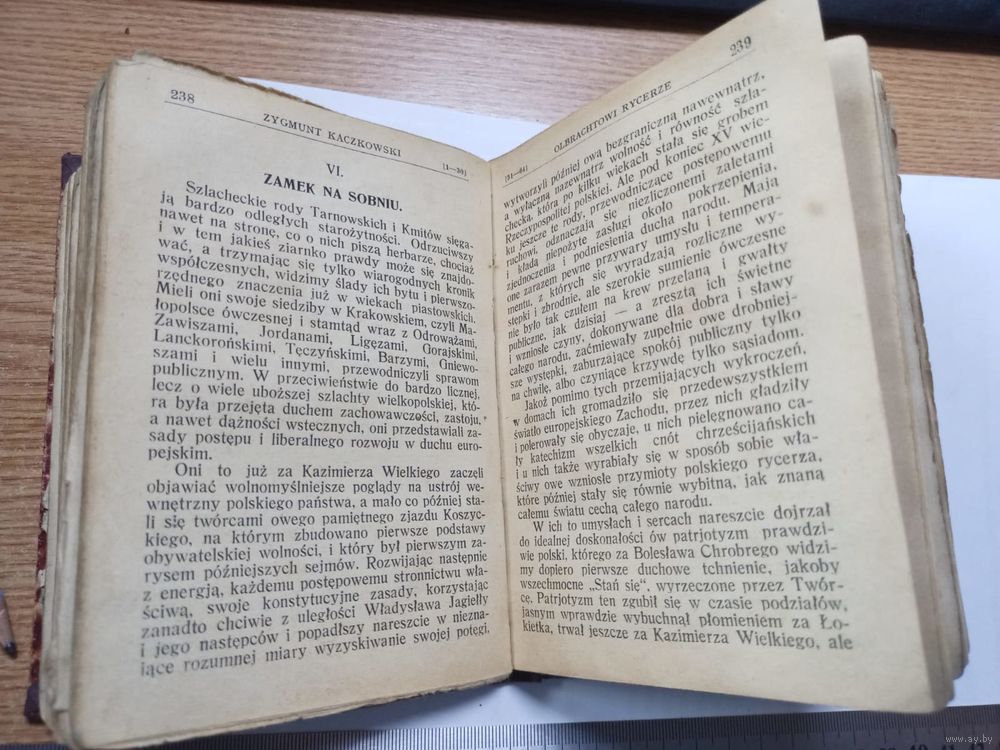 238
ZYGMUNT KACZKOWSKI
[1—30]
VI.
ZAMEK NA SOBNIU.
Szlacheckie rody Tarnowskich i Kmitów sięga-
ją bardzo odległych starożytności. Odrzuciwszy
nawet na stronę, co o nich piszą herbarze, chociaż
i w tem jakieś ziarnko prawdy może się znajdo-
wać, a trzymając się tylko wiarogodnych kronik
współczesnych, widzimy ślady ich bytu i pierwszo-
rzędnego znaczenia już w wiekach piastowskich.
Mieli oni swoje siedziby w Krakowskiem, czyli Ma-
łopolsce ówczesnej i stamtąd wraz z Odrowążami,
Zawiszami, Jordanami, Ligęzami, Gorajskimi,
Lanckorońskimi, Tęczyńskimi, Barzymi, Gniewo-
szami i wielu innymi, przewodniczyli sprawom
publicznym. W przeciwieństwie do bardzo licznej,
lecz o wiele uboższej szlachty wielkopolskiej, któ-
ra była przejęta duchem zachowawczości, zastoju,
a nawet dążności wstecznych, oni przedstawiali za-
sady postępu i liberalnego rozwoju w duchu euro-
pejskim.
Oni to już za Kazimierza Wielkiego zaczęli
objawiać wolnomyślniejsze poglądy na ustrój we-
wnętrzny polskiego państwa, a mało co później sta-
li się twórcami owego pamiętnego zjazdu Koszyc-
kiego, na którym zbudowano pierwsze podstawy
obywatelskiej wolności, i który był pierwszym za-
rysem późniejszych sejmów. Rozwijając następnie
z energją, każdemu postępowemu stronnictwu wła-
ściwą, swoje konstytucyjne zasady, korzystając
zanadto chciwie z uległości Władysława Jagiełły
i jego następców i popadłszy nareszcie w niezna-
jące rozumnej miary wyzyskiwanie swojej potęgi,
239
OLBRACHTOWI RYCERZE
[31—64]
wytworzyli później ową bezgraniczną nawewnątrz,
a wyłączną nazewnątrz wolność i równość szla-
checką, która po kilku wiekach stała się grobem
Rzeczypospolitej polskiej. Ale pod koniec XV wie-
ku jeszcze te rody, przewodniczące postępowemu
ruchowi, odznaczają się niezliczonemi zaletami
i kładą niepożyte zasługi około pokrzepienia,
zjednoczenia i podniesienia ducha narodu. Mają
one zarazem pewne przywary umysłu i tempera-
mentu, z których się wyradzają rozliczne wy-
stępki i zbrodnie, ale szerokie sumienie ówczesne
nie było tak czułem na krew przelaną i gwałty
publiczne, jak dzisiaj — a zresztą ich świetne
i wzniosłe czyny, dokonywane dla dobra i sławy
całego narodu, zaćmiewały zupełnie owe drobniej-
sze występki, zaburzające spokój publiczny tylko
na chwilę, albo czyniące krzywdę tylko sąsiadom.
Jakoż pomimo tych przemijających wykroczeń,
w domach ich gromadziło się przedewszystkiem
światło europejskiego Zachodu, przez nich gładziły
i polerowały się obyczaje, u nich pielęgnowano ca-
ły katechizm wszelkich cnót chrześcijańskich
i u nich także wyrabiały się w sposób sobie wła-
ściwy owe wzniosłe przymioty polskiego rycerza,
które później stały się równie wybitną, jak znaną
całemu światu cechą całego narodu.
W ich to umysłach i sercach nareszcie dojrzał
do idealnej doskonałości ów patrjotyzm prawdzi-
wie polski, którego za Bolesława Chrobrego widzi-
my dopiero pierwsze duchowe tchnienie, jakoby
wszechmocne „Stań się“, wyrzeczone przez Twór-
cę. Patrjotyzm ten zgubił się w czasie podziałów,
jasnym wprawdzie wybuchnął płomieniem za Ło-
kietka, trwał jeszcze za Kazimierza Wielkiego, ale
www.ay.by